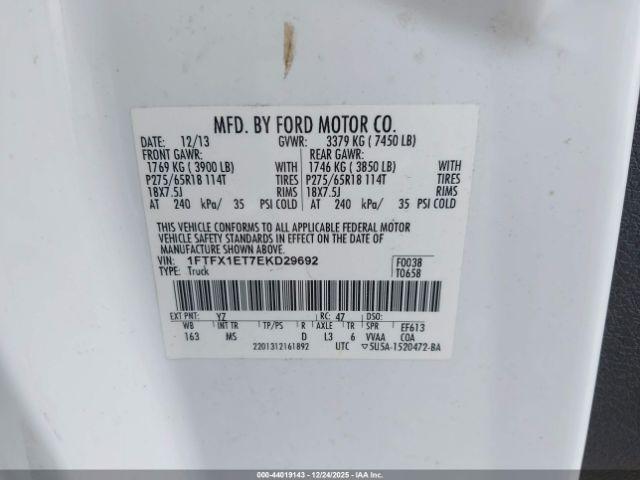 MFD. BY FORD MOTOR CO.
DATE: 12/13 GVWR: 3379 KG ( 7450 LB)
FRONT GAWR: REAR GAWR:
1769 KG ( 3900 LB) WITH 1746 KG ( 3850 LB) WITH
P275/65R18 114T TIRES P275/65R18 114T TIRES
18X7.5J RIMS 18X7.5J RIMS
AT 240 kPa/ 35 PSI COLD AT 240 kPa/ 35 PSI COLD
THIS VEHICLE CONFORMS TO ALL APPLICABLE FEDERAL MOTOR
VEHICLE SAFETY STANDARDS IN EFFECT ON THE DATE OF
MANUFACTURE SHOWN ABOVE.
VIN: 1FTFX1ET7EKD29692 F0038
TYPE: Truck T0658
EXT PNT: YZ RC: 47 DSO:
WB INT TR TP/PS R AXLE TR SPR EF613
163 MS D L3 6 VVAA COA
2201312161892 UTC ▽5U5A-1520472-BA
000-44019143 - 12/24/2025 - IAA.com